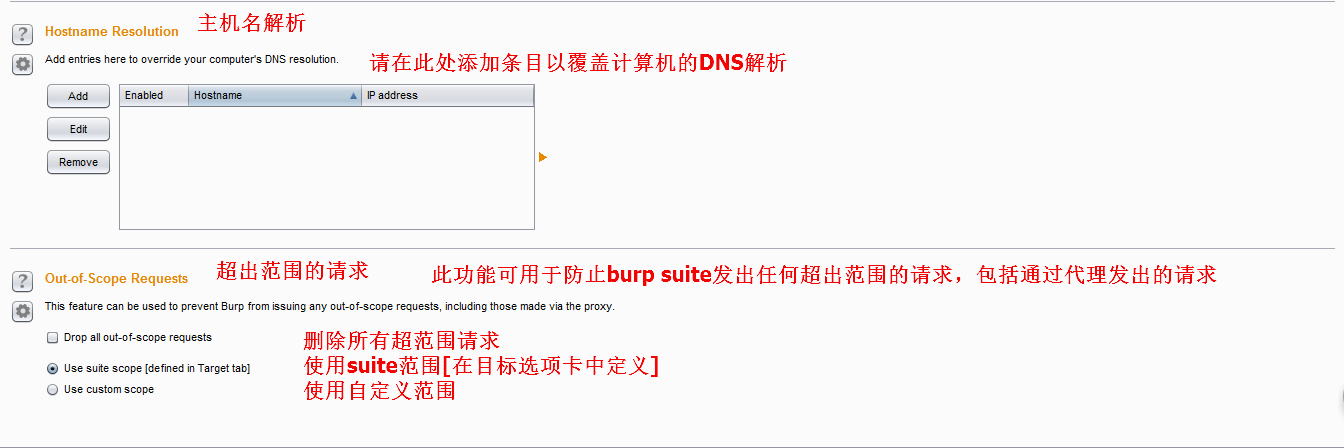 Hostname Resolution 主机名解析
Add entries here to override your computer's DNS resolution. 请在此处添加条目以覆盖计算机的DNS解析
Add
Enabled Hostname IP address
Edit
Remove
Out-of-Scope Requests 超出范围的请求 此功能可用于防止burp suite发出任何超出范围的请求，包括通过代理发出的请求
This feature can be used to prevent Burp from issuing any out-of-scope requests, including those made via the proxy.
Drop all out-of-scope requests 删除所有超范围请求
Use suite scope [defined in Target tab] 使用suite范围[在目标选项卡中定义]
Use custom scope 使用自定义范围